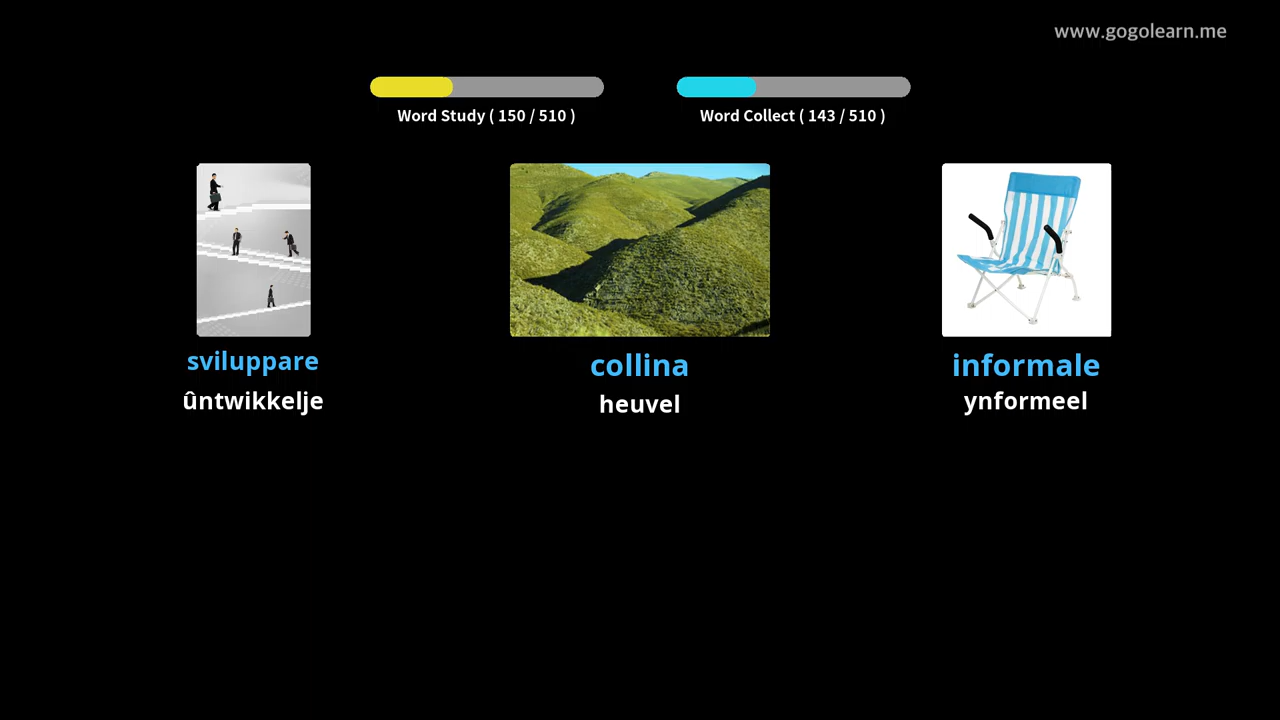 www.gogolearn.me
Word Study ( 150 / 510 )
Word Collect ( 143 / 510 )
sviluppare
ûntwikkelje
collina
heuvel
informale
ynformeel